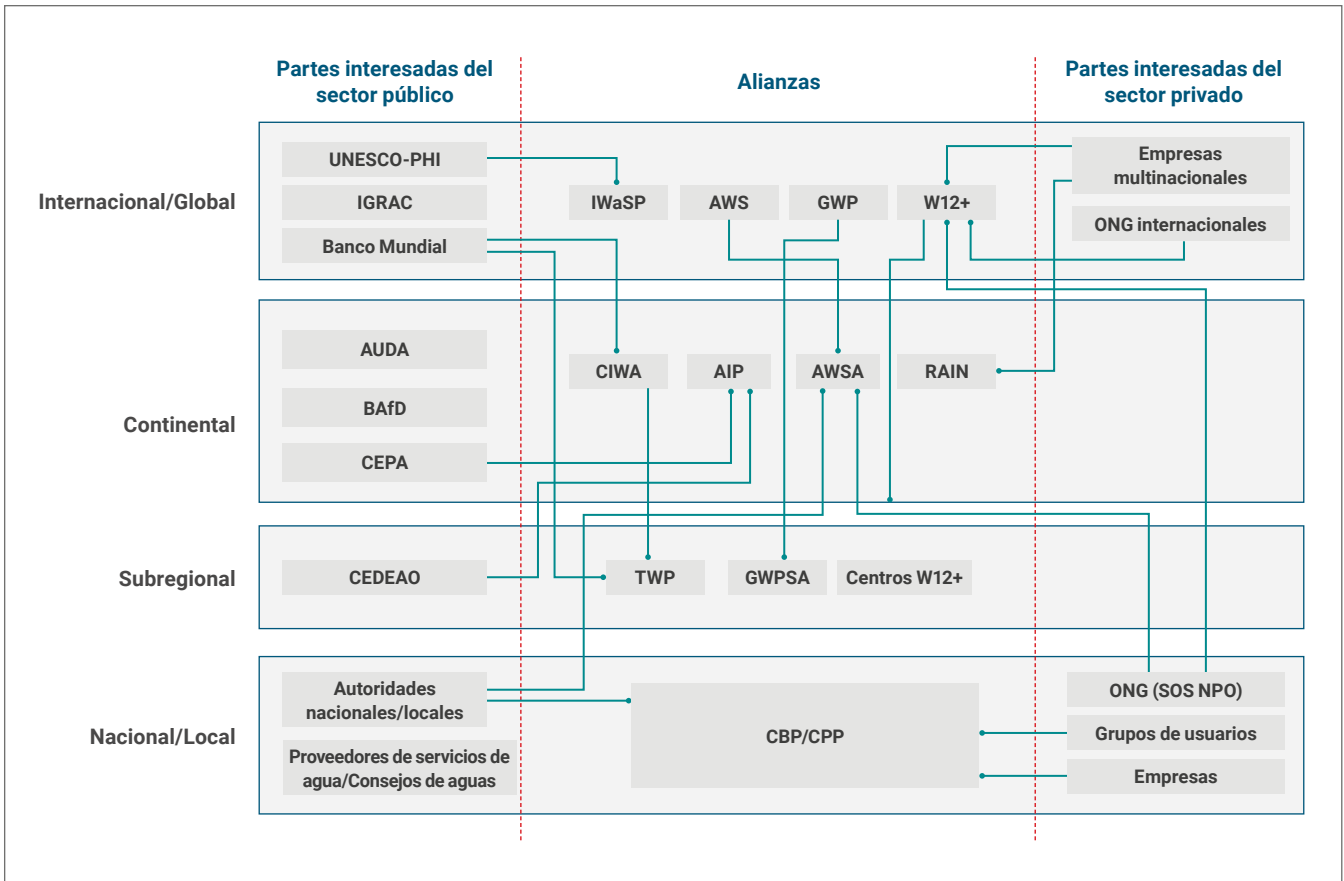 Partes interesadas del
sector público
Alianzas
Partes interesadas del
sector privado
Internacional/Global
UNESCO-PHI
IGRAC
Banco Mundial
IWaSP
AWS
GWP
W12+
Empresas
multinacionales
ONG internacionales
Continental
AUDA
BAfD
CEPA
CIWA
AIP
AWSA
RAIN
Subregional
CEDEAO
TWP
GWPSA
Centros W12+
Nacional/Local
Autoridades
nacionales/locales
Proveedores de servicios de
agua/Consejos de aguas
CBP/CPP
ONG (SOS NPO)
Grupos de usuarios
Empresas